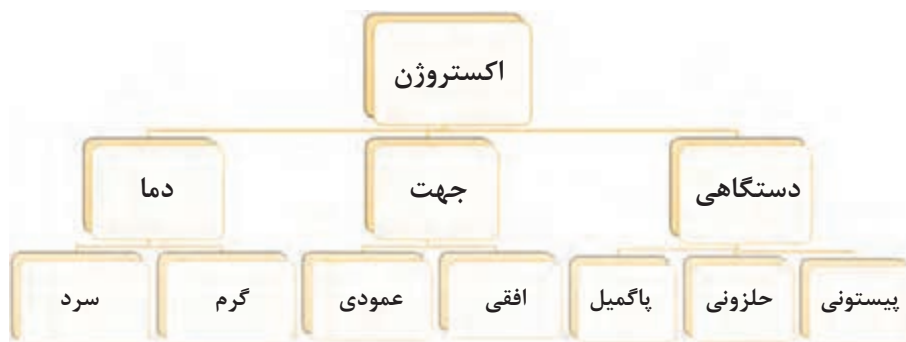 اکستروژن
دستگاهی
جهت
دما
پیستونی
حلزونی
پاگمیل
افقی
عمودی
گرم
سرد